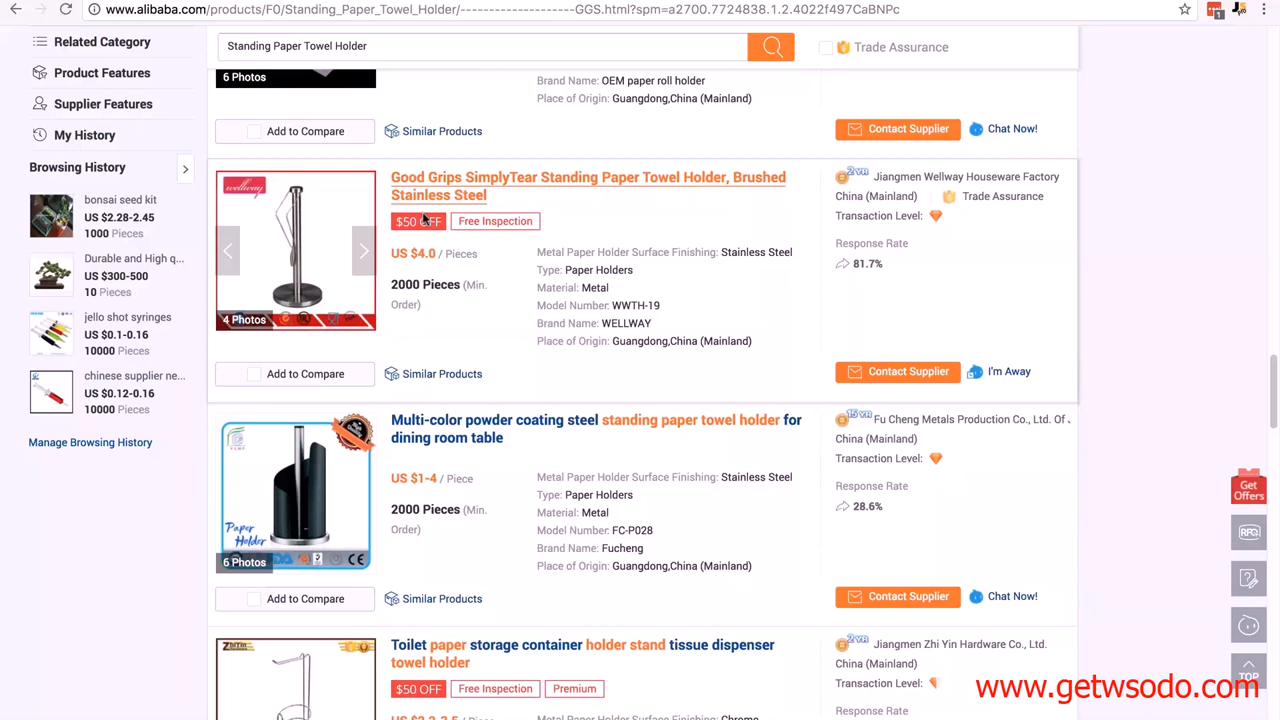 www.alibaba.com/products/F0/Standing_Paper_Towel_Holder/--------------------GGS.html?spm=a2700.7724838.1.2.4022f497CaBNPc
Related Category
Product Features
Supplier Features
My History
Browsing History
bonsai seed kit
US $2.28-2.45
1000 Pieces
Durable and High q...
US $300-500
10 Pieces
jello shot syringes
US $0.1-0.16
10000 Pieces
chinese supplier ne...
US $0.12-0.16
10000 Pieces
Manage Browsing History
Standing Paper Towel Holder
Trade Assurance
6 Photos
Brand Name: OEM paper roll holder
Place of Origin: Guangdong,China (Mainland)
Add to Compare
Similar Products
Contact Supplier
Chat Now!
wellway
4 Photos
Good Grips SimplyTear Standing Paper Towel Holder, Brushed
Stainless Steel
$50 OFF
Free Inspection
US $4.0 / Pieces
2000 Pieces (Min.
Order)
Metal Paper Holder Surface Finishing: Stainless Steel
Type: Paper Holders
Material: Metal
Model Number: WWTH-19
Brand Name: WELLWAY
Place of Origin: Guangdong,China (Mainland)
2YR
Jiangmen Wellway Houseware Factory
China (Mainland)
Trade Assurance
Transaction Level:
Response Rate
81.7%
Add to Compare
Similar Products
Contact Supplier
I'm Away
Paper
Holder
6 Photos
Multi-color powder coating steel standing paper towel holder for
dining room table
US $1-4 / Piece
2000 Pieces (Min.
Order)
Metal Paper Holder Surface Finishing: Stainless Steel
Type: Paper Holders
Material: Metal
Model Number: FC-P028
Brand Name: Fucheng
Place of Origin: Guangdong,China (Mainland)
15YR
Fu Cheng Metals Production Co., Ltd. Of
China (Mainland)
Transaction Level:
Response Rate
28.6%
Add to Compare
Similar Products
Contact Supplier
Chat Now!
ZhiYin
Toilet paper storage container holder stand tissue dispenser
towel holder
$50 OFF
Free Inspection
Premium
2YR
Jiangmen Zhi Yin Hardware Co., Ltd.
China (Mainland)
Transaction Level:
Response Rate
Get
Offers
RFQ
TOP
www.getwsodo.com